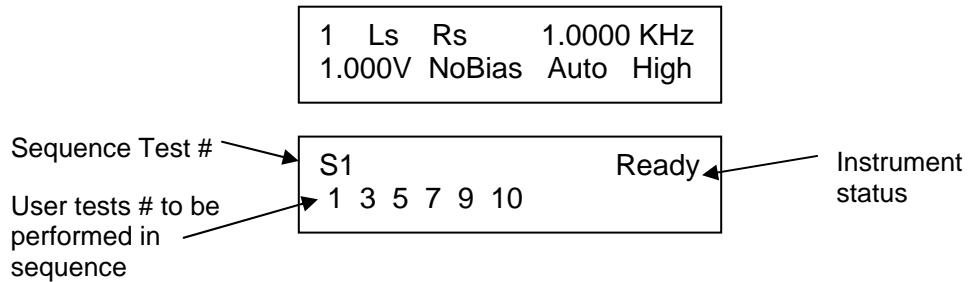 1 Ls Rs 1.0000 KHz
1.000V NoBias Auto High
Sequence Test #
S1 Ready
1 3 5 7 9 10
Instrument
status
User tests # to be
performed in
sequence